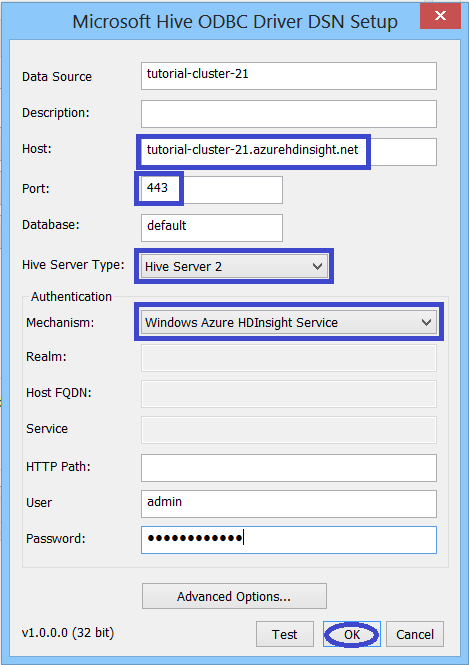 Microsoft Hive ODBC Driver DSN Setup
Data Source tutorial-cluster-21
Description:
Host: tutorial-cluster-21.azurehdinsight.net
Port: 443
Database: default
Hive Server Type: Hive Server 2
Authentication
Mechanism: Windows Azure HDInsight Service
Realm:
Host FQDN:
Service
HTTP Path:
User admin
Password: ●●●●●●●●●●●●
Advanced Options...
v1.0.0.0 (32 bit) Test OK Cancel